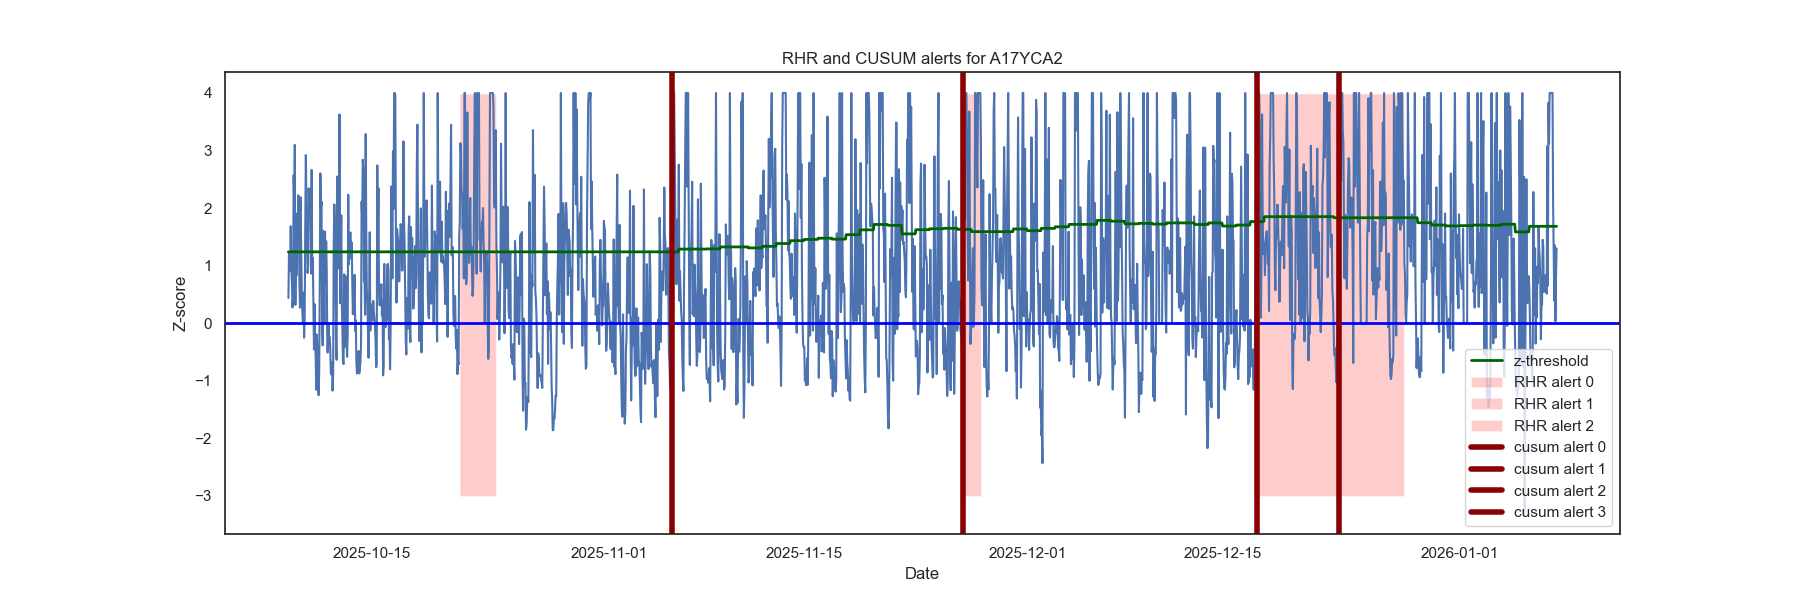 RHR and CUSUM alerts for A17YCA2
4
3
2
1
0
−1
−2
−3
Z-score
z-threshold
RHR alert 0
RHR alert 1
RHR alert 2
cusum alert 0
cusum alert 1
cusum alert 2
cusum alert 3
2025-10-15
2025-11-01
2025-11-15
2025-12-01
2025-12-15
2026-01-01
Date